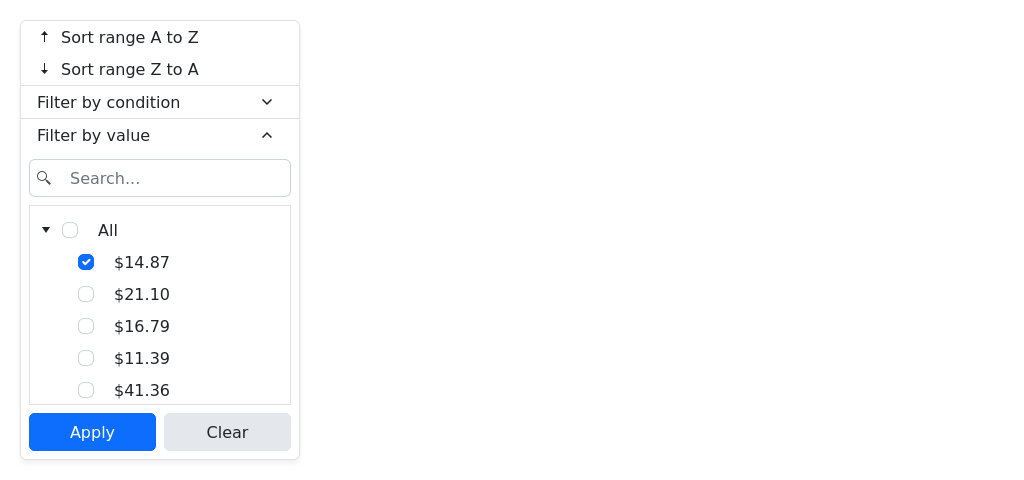 Sort range A to Z
Sort range Z to A
Filter by condition
Filter by value
Search...
All
$14.87
$21.10
$16.79
$11.39
$41.36
Apply
Clear